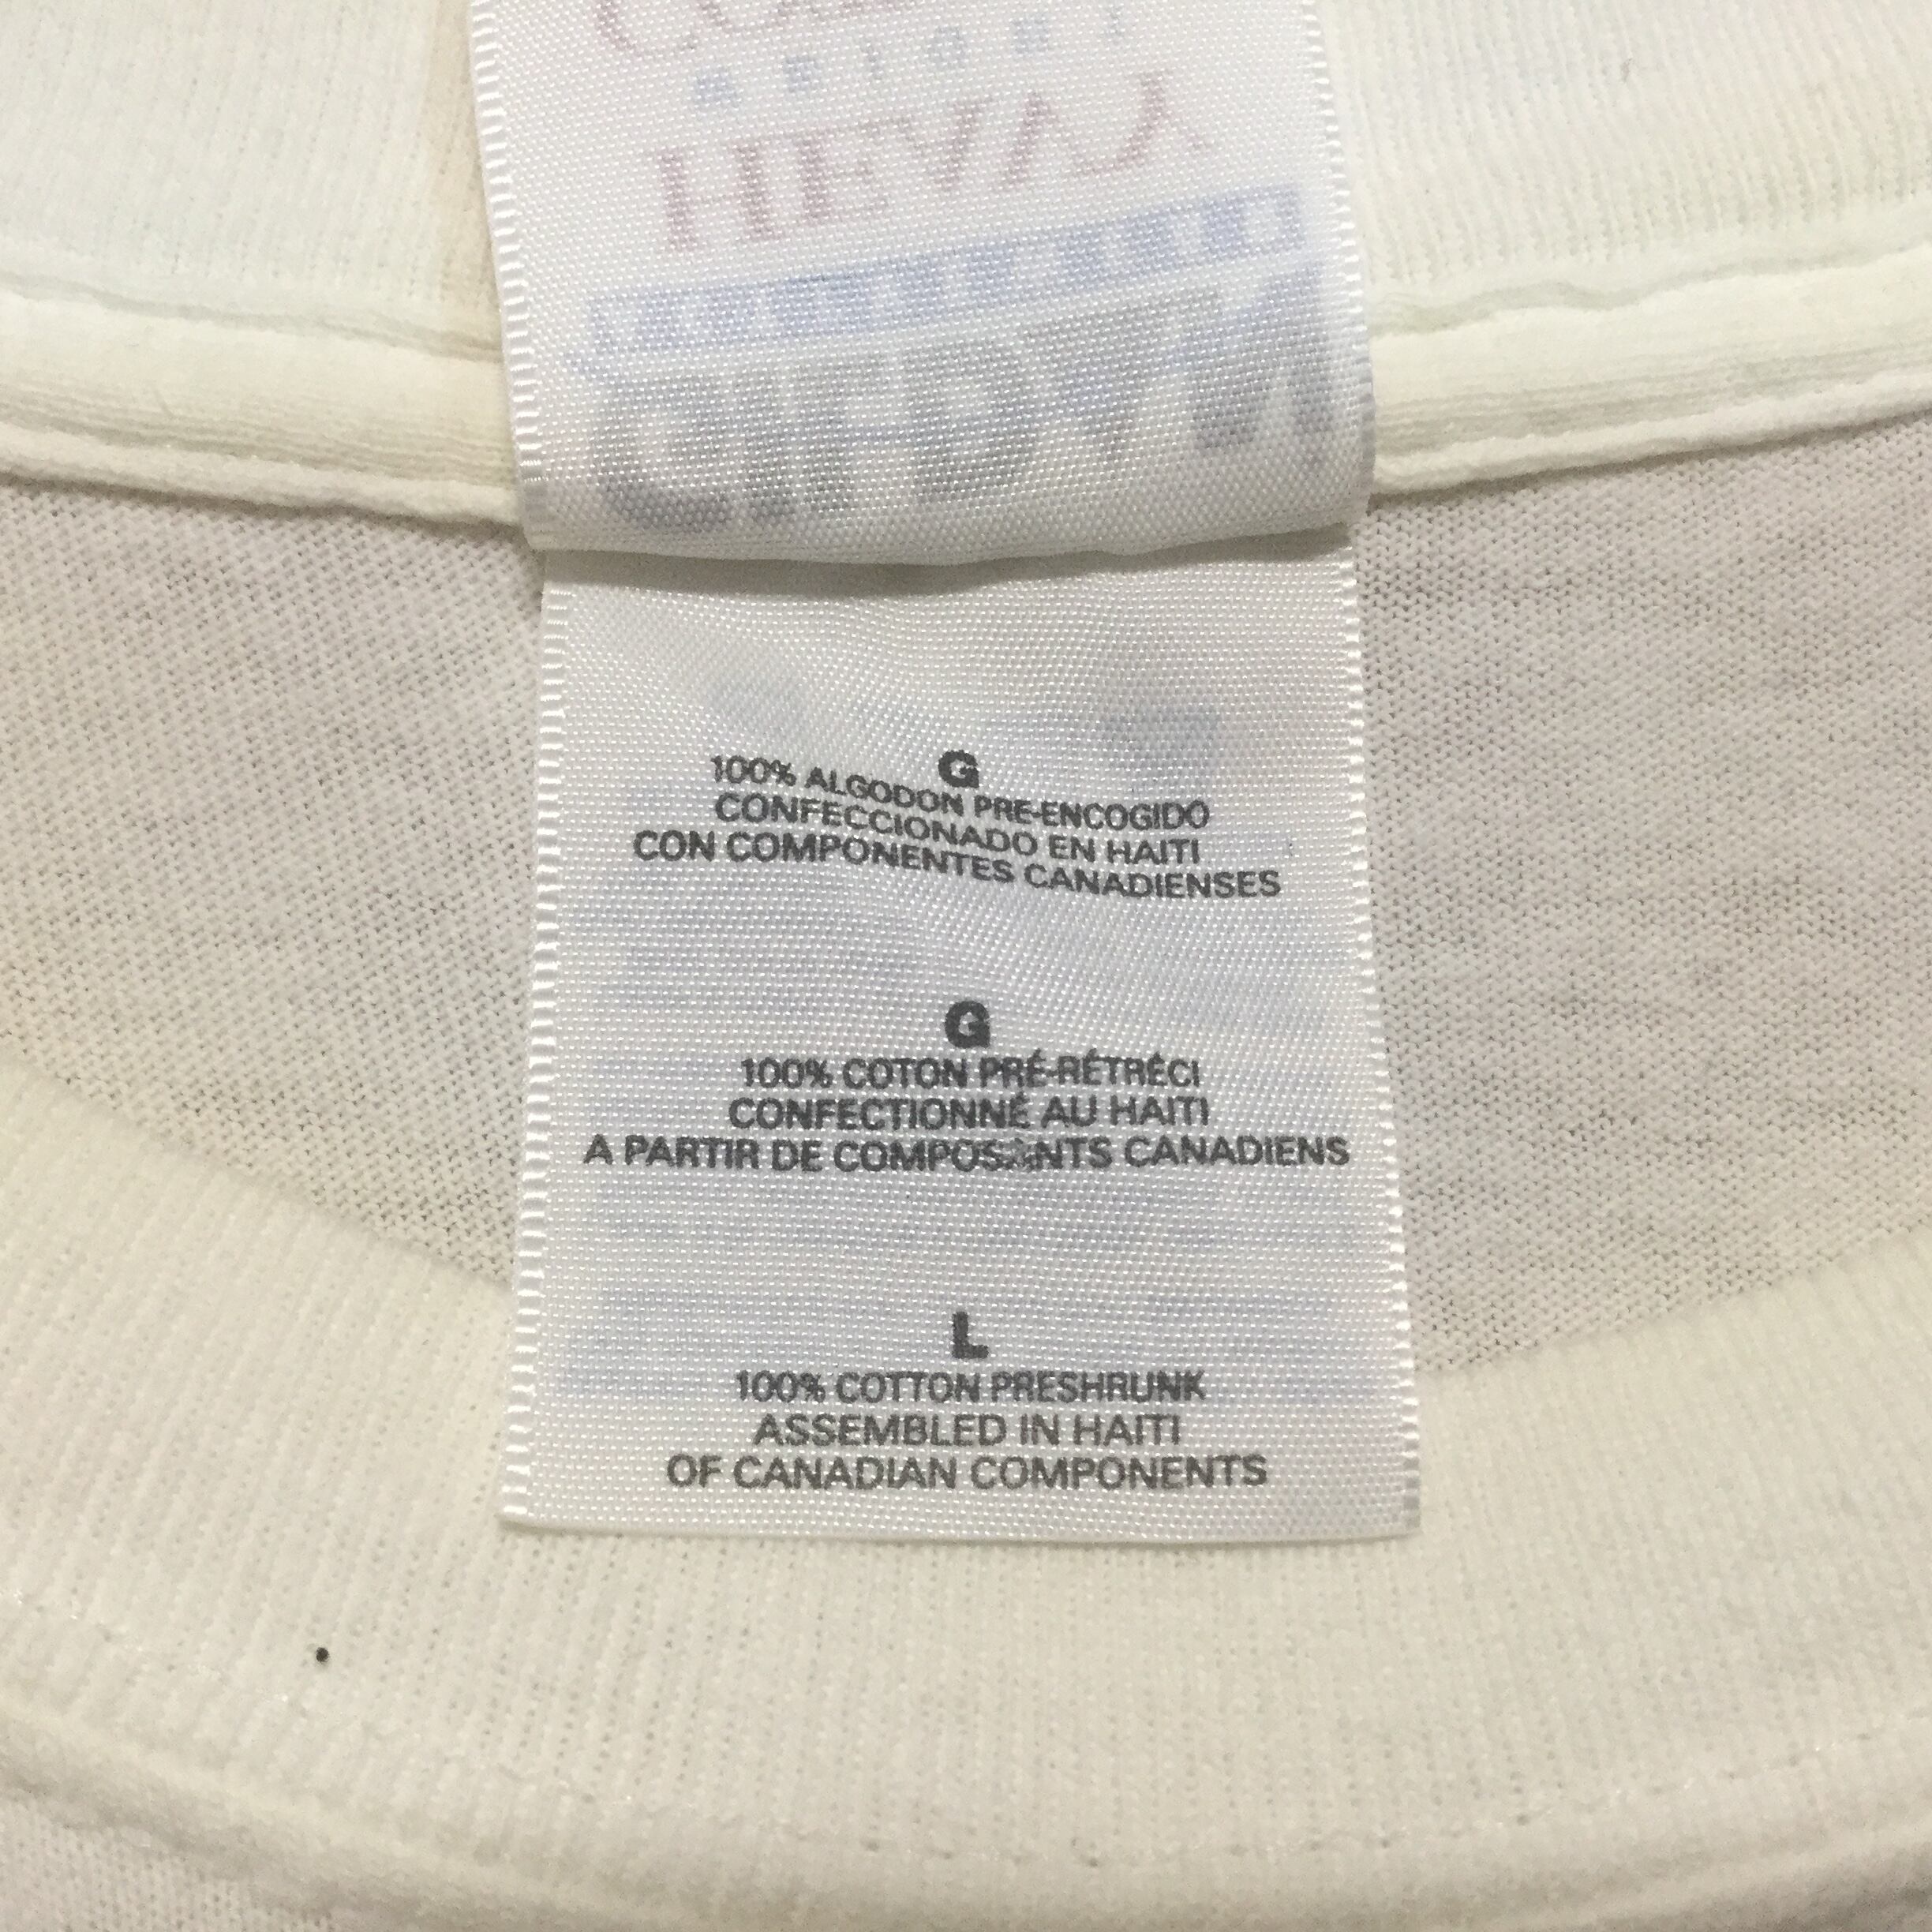 HEAVY
G
100% ALGODON PRE-ENCOGIDO
CONFECCIONADO EN HAITI
CON COMPONENTES CANADIENSES
G
100% COTON PRÉ-RÉTRÉCI
CONFECTIONNÉ AU HAITI
A PARTIR DE COMPOSANTS CANADIENS
L
100% COTTON PRESHRUNK
ASSEMBLED IN HAITI
OF CANADIAN COMPONENTS